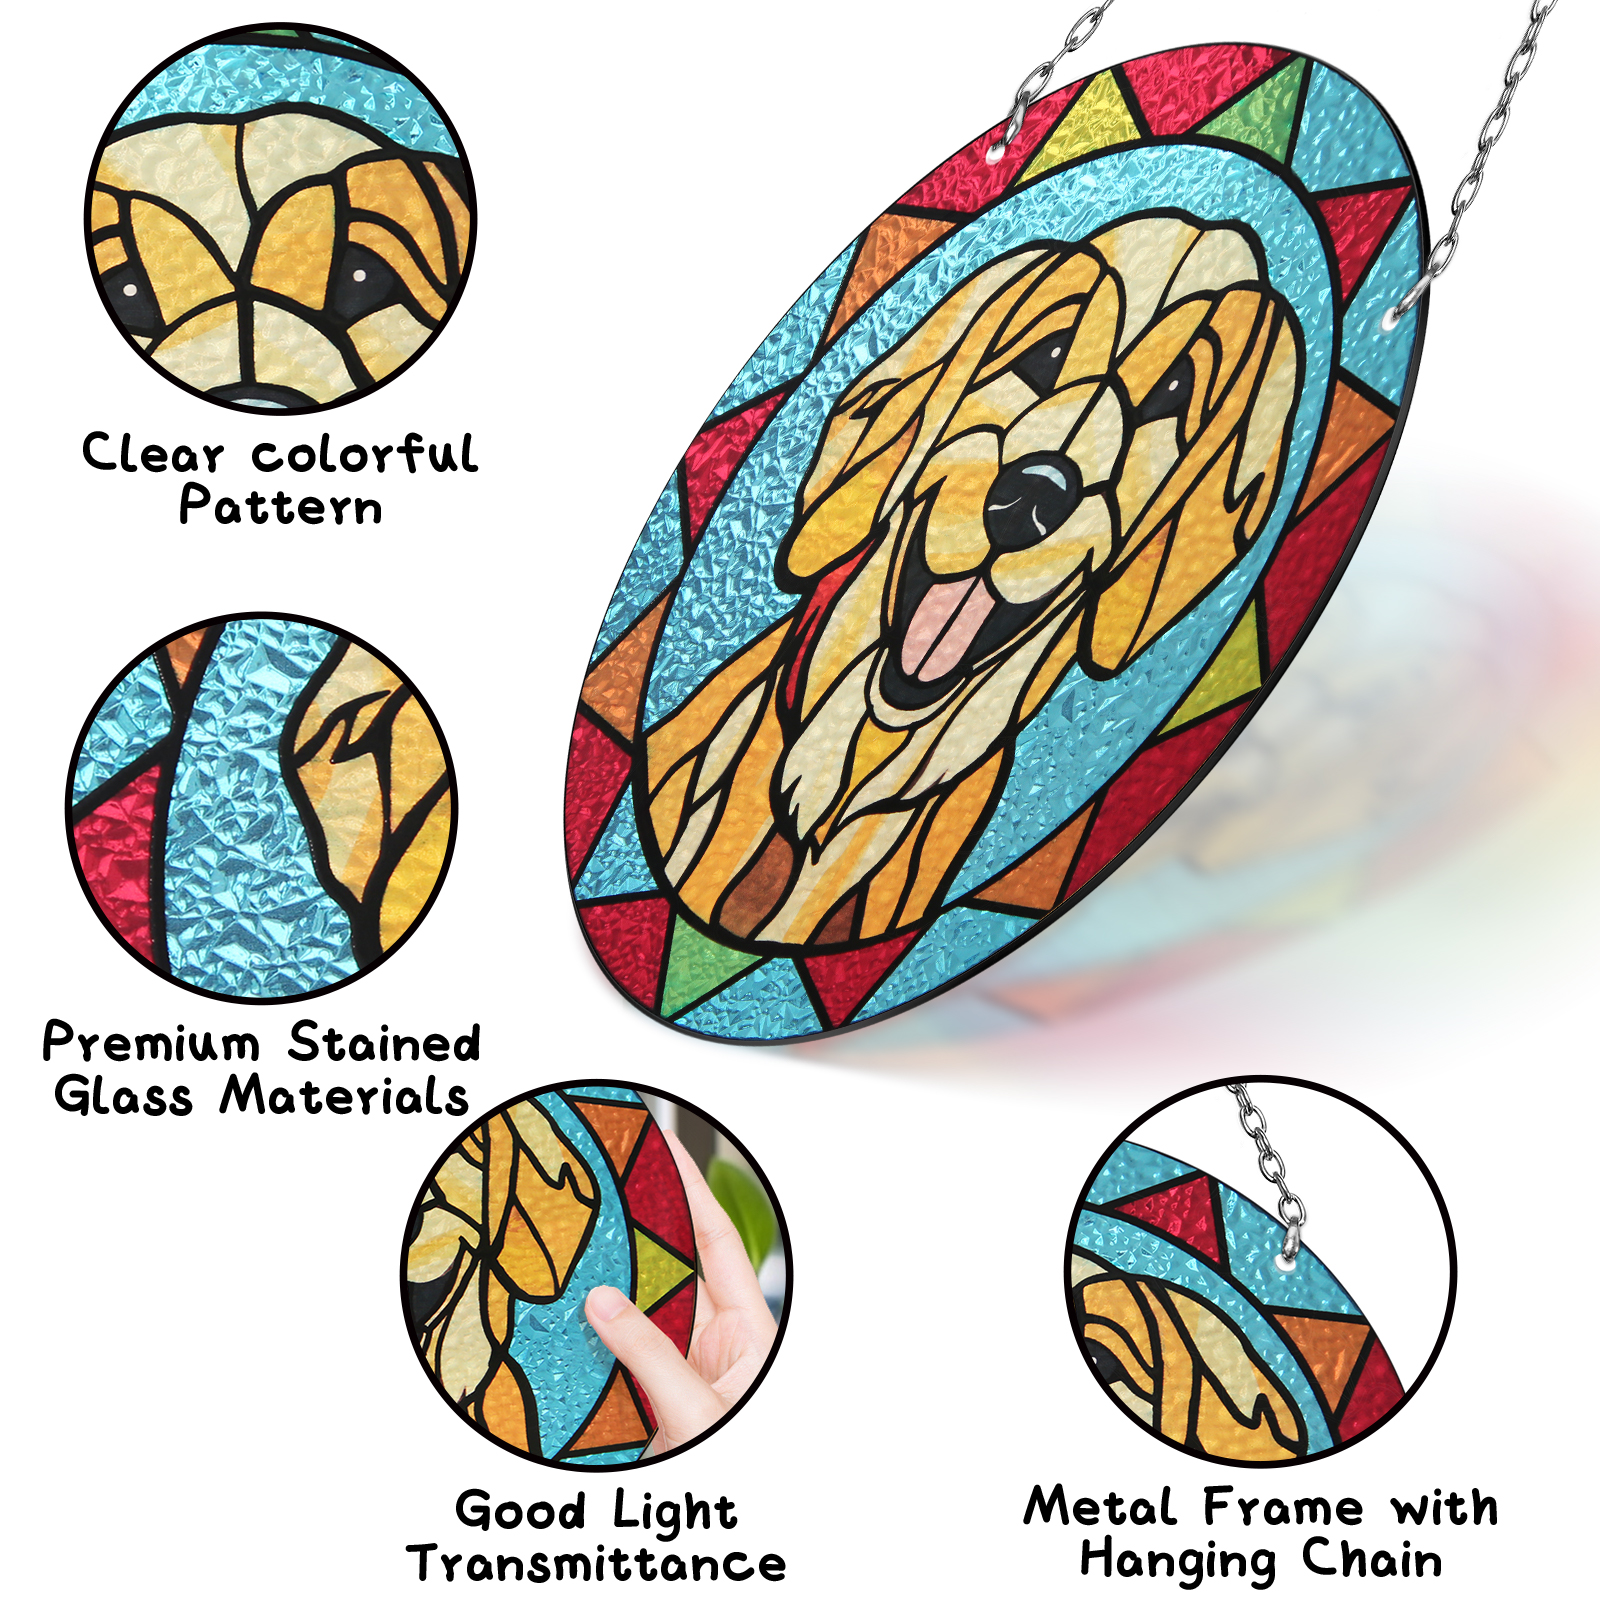 Clear colorful
Pattern
Premium Stained
Glass Materials
Good Light
Transmittance
Metal Frame with
Hanging Chain